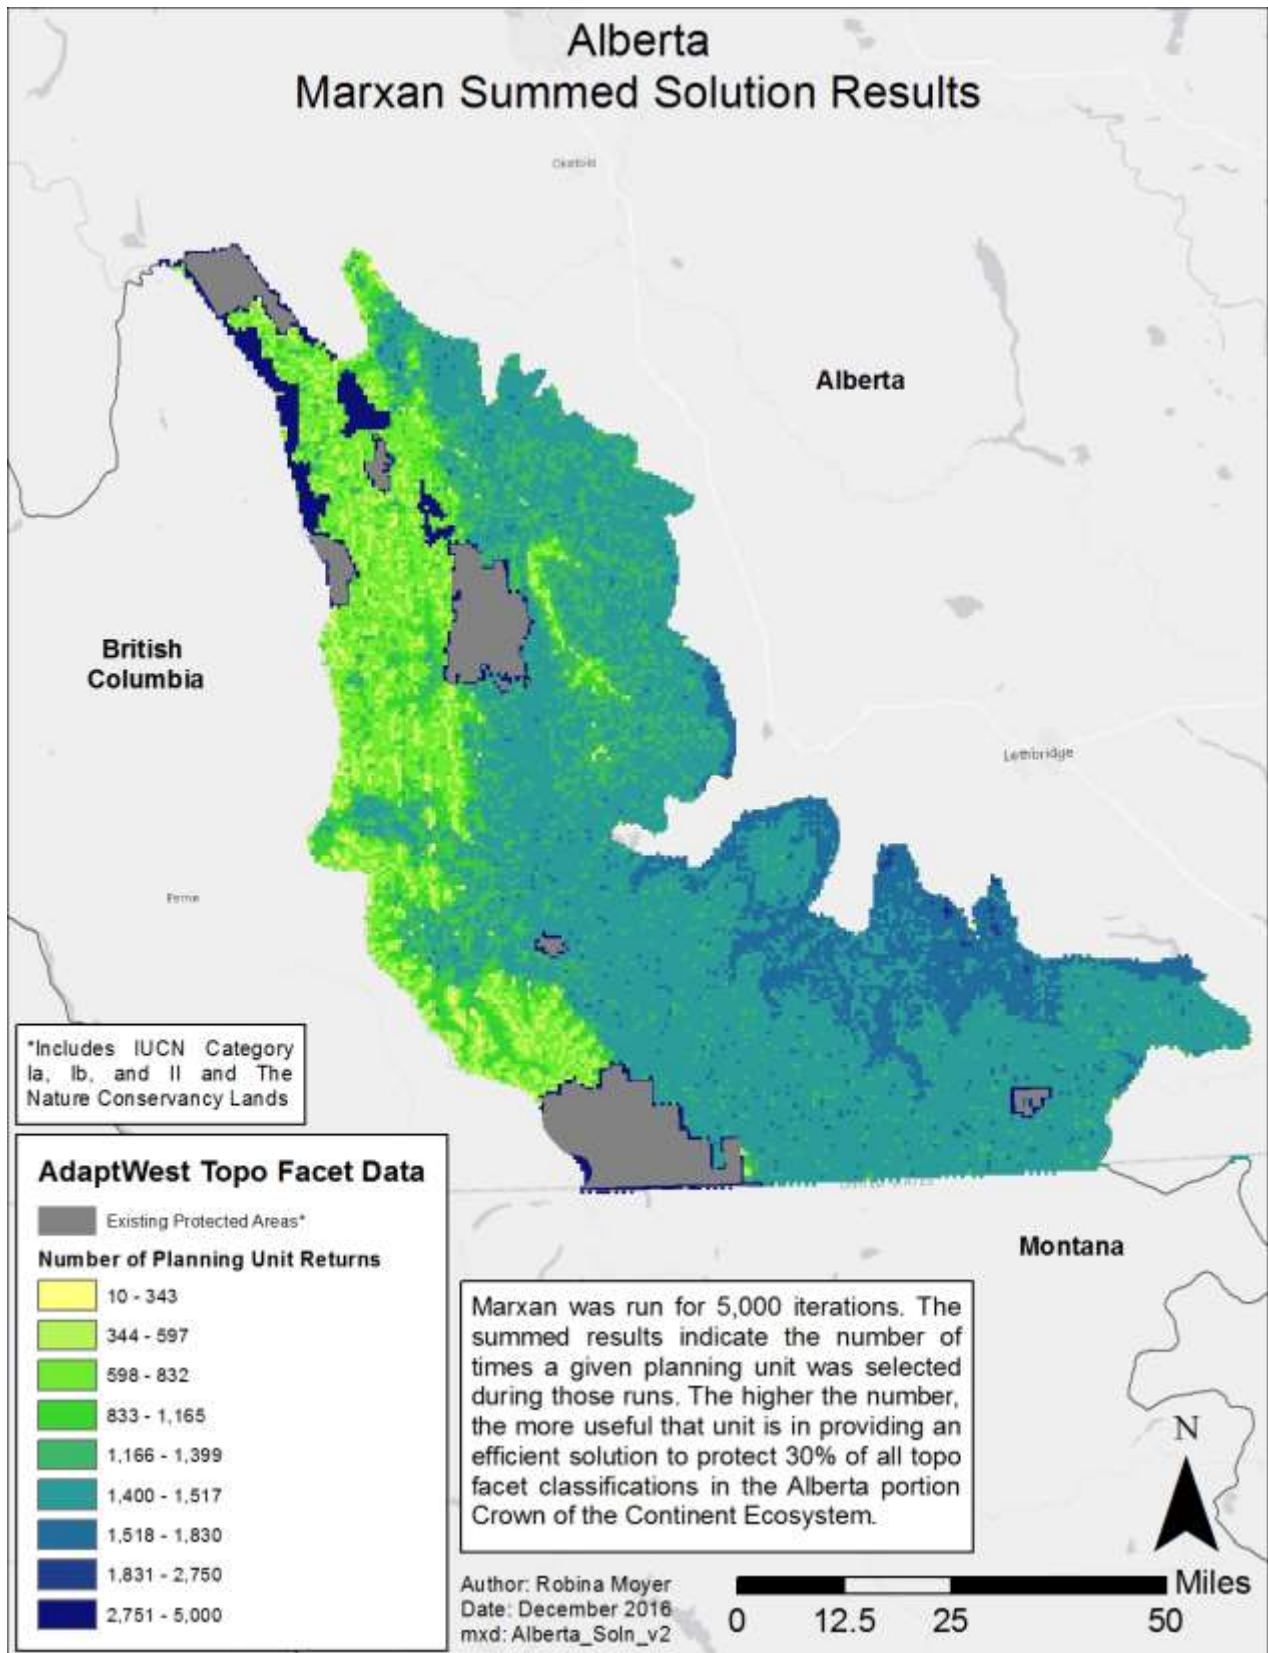 Alberta
Marxan Summed Solution Results
Okotoks
Alberta
British
Columbia
Lethbridge
Fernie
*Includes IUCN Category
Ia, Ib, and II and The
Nature Conservancy Lands
AdaptWest Topo Facet Data
Existing Protected Areas*
Number of Planning Unit Returns
10 - 343
344 - 597
598 - 832
833 - 1,165
1,166 - 1,399
1,400 - 1,517
1,518 - 1,830
1,831 - 2,750
2,751 - 5,000
Montana
Marxan was run for 5,000 iterations. The
summed results indicate the number of
times a given planning unit was selected
during those runs. The higher the number,
the more useful that unit is in providing an
efficient solution to protect 30% of all topo
facet classifications in the Alberta portion
Crown of the Continent Ecosystem.
N
Author: Robina Moyer
Date: December 2016
mxd: Alberta_Soln_v2
Miles
0 12.5 25 50